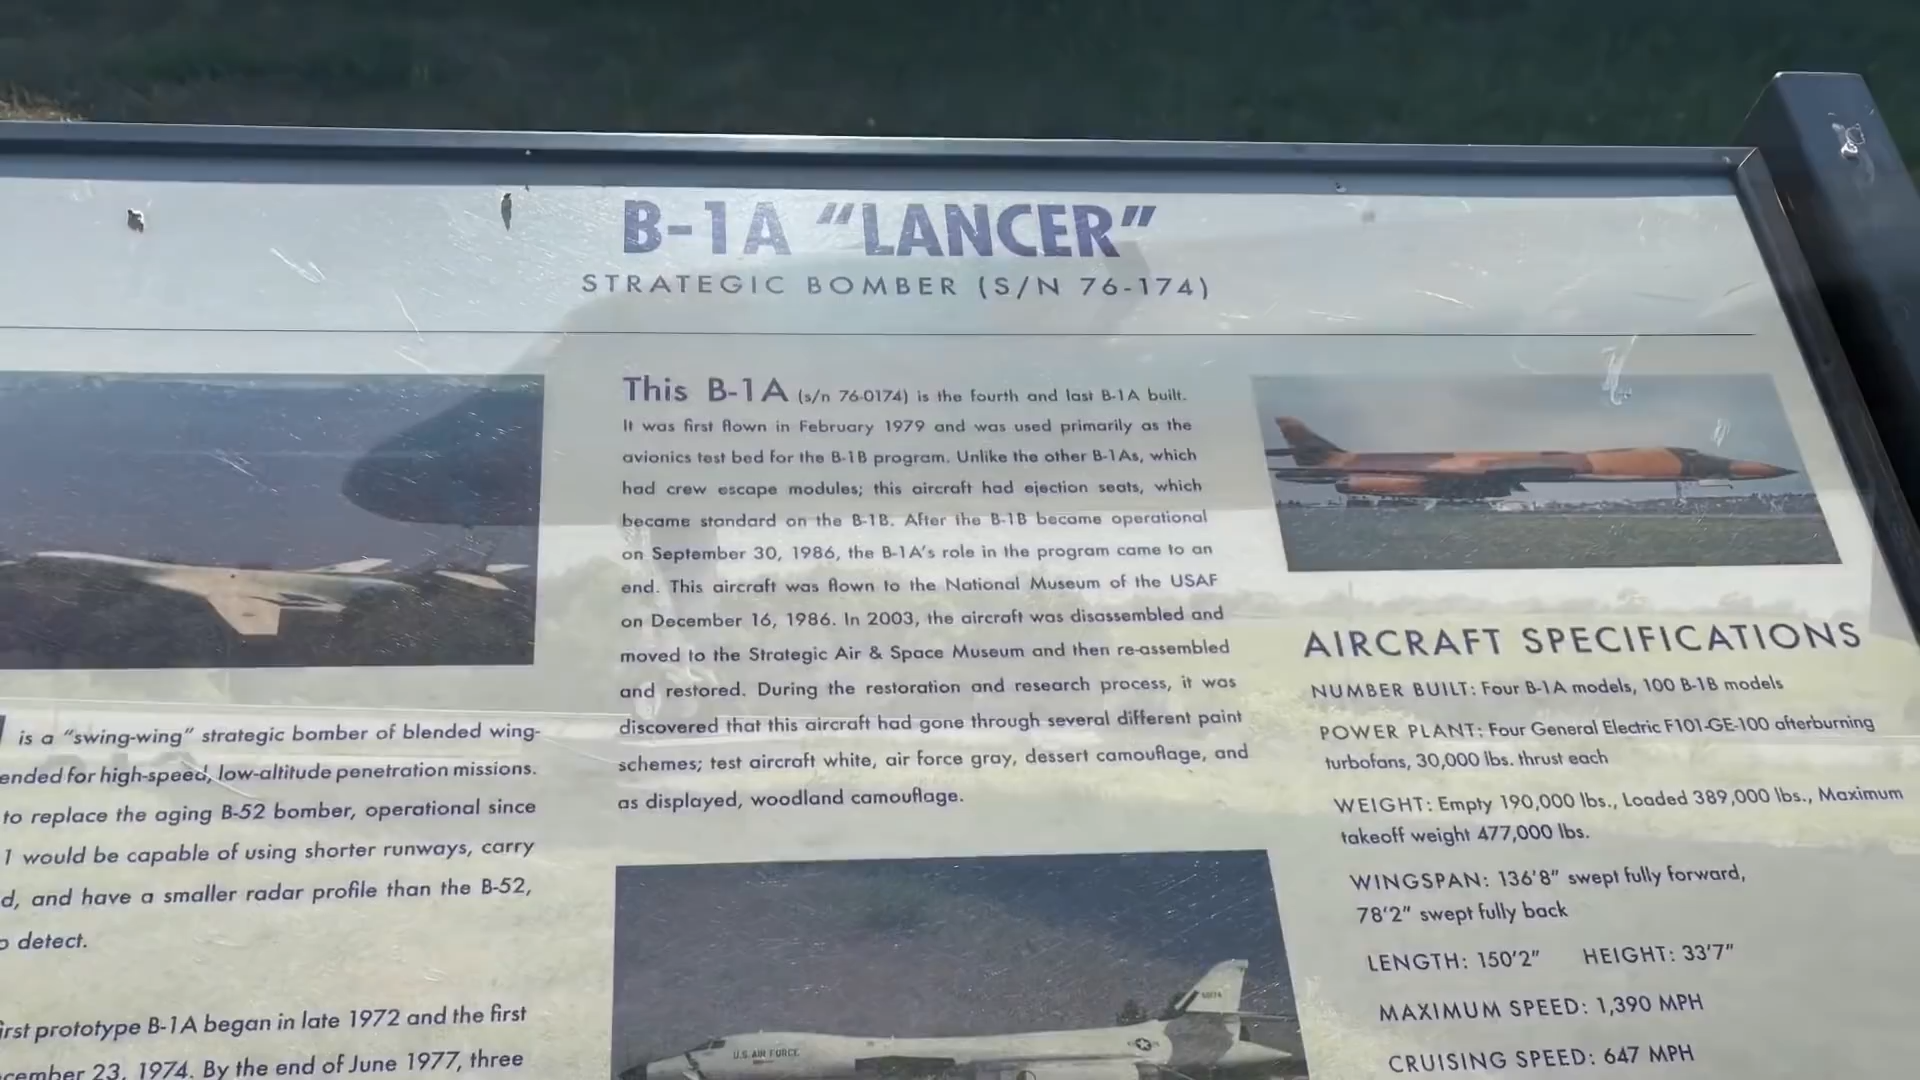 B-1A "LANCER"
STRATEGIC BOMBER (S/N 76-174)
is a "swing-wing" strategic bomber of blended wing-
ended for high-speed, low-altitude penetration missions.
to replace the aging B-52 bomber, operational since
1 would be capable of using shorter runways, carry
d, and have a smaller radar profile than the B-52,
o detect.
irst prototype B-1A began in late 1972 and the first
cember 23, 1974. By the end of June 1977, three
This B-1A (s/n 76-0174) is the fourth and last B-1A built.
It was first flown in February 1979 and was used primarily as the
avionics test bed for the B-1B program. Unlike the other B-1As, which
had crew escape modules; this aircraft had ejection seats, which
became standard on the B-1B. After the B-1B became operational
on September 30, 1986, the B-1A's role in the program came to an
end. This aircraft was flown to the National Museum of the USAF
on December 16, 1986. In 2003, the aircraft was disassembled and
moved to the Strategic Air & Space Museum and then re-assembled
and restored. During the restoration and research process, it was
discovered that this aircraft had gone through several different paint
schemes; test aircraft white, air force gray, dessert camouflage, and
as displayed, woodland camouflage.
U.S. AIR FORCE
AIRCRAFT SPECIFICATIONS
NUMBER BUILT: Four B-1A models, 100 B-1B models
POWER PLANT: Four General Electric F101-GE-100 afterburning
turbofans, 30,000 lbs. thrust each
WEIGHT: Empty 190,000 lbs., Loaded 389,000 lbs., Maximum
takeoff weight 477,000 lbs.
WINGSPAN: 136'8" swept fully forward,
78'2" swept fully back
LENGTH: 150'2" HEIGHT: 33'7"
MAXIMUM SPEED: 1,390 MPH
CRUISING SPEED: 647 MPH